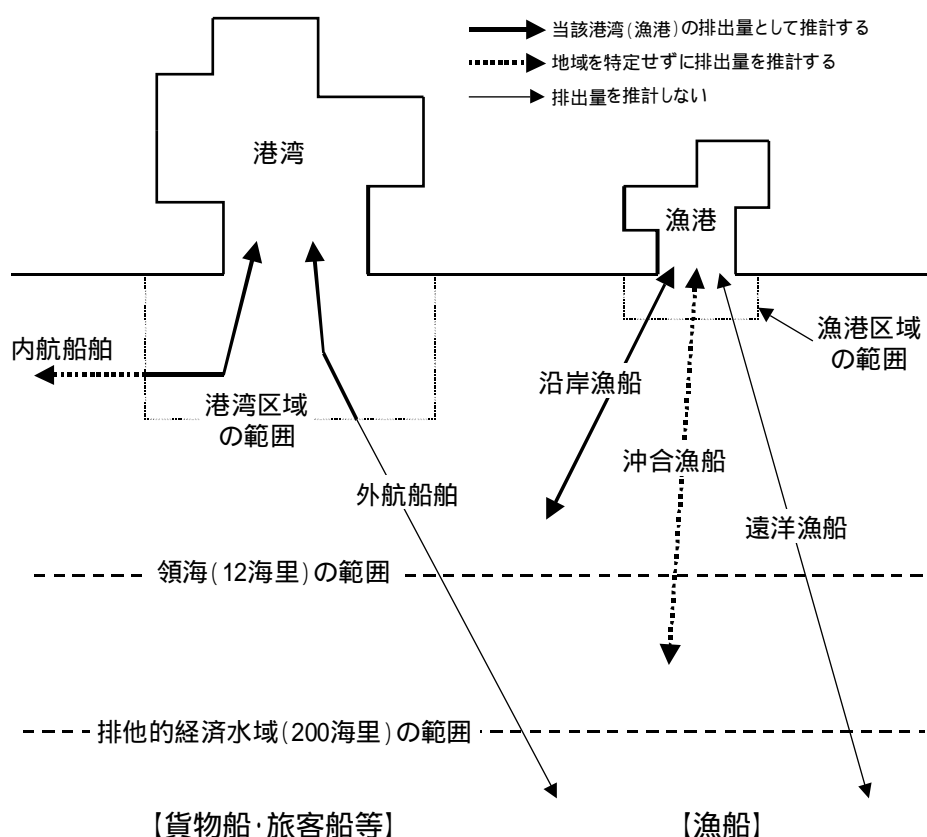 当該港湾(漁港)の排出量として推計する
地域を特定せずに排出量を推計する
排出量を推計しない
港湾
漁港
内航船舶
港湾区域
の範囲
漁港区域
の範囲
沿岸漁船
沖合漁船
外航船舶
遠洋漁船
領海(12海里)の範囲
排他的経済水域(200海里)の範囲
【貨物船・旅客船等】
【漁船】